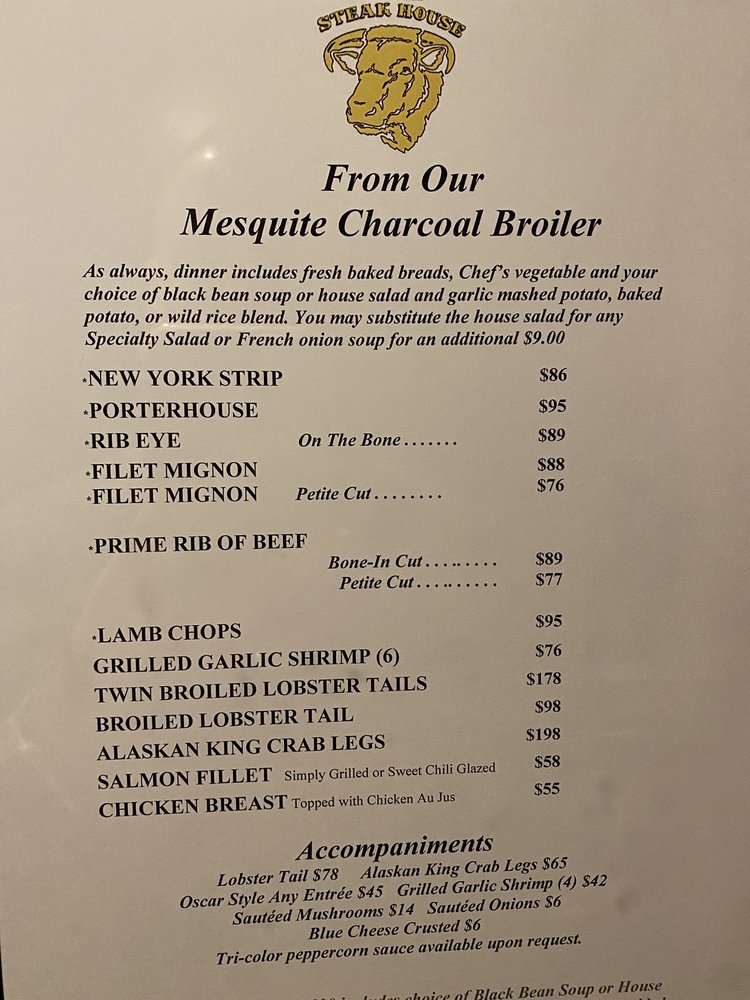 STEAK HOUSE
From Our
Mesquite Charcoal Broiler
As always, dinner includes fresh baked breads, Chef's vegetable and your
choice of black bean soup or house salad and garlic mashed potato, baked
potato, or wild rice blend. You may substitute the house salad for any
Specialty Salad or French onion soup for an additional $9.00
*NEW YORK STRIP $86
*PORTERHOUSE $95
*RIB EYE On The Bone....... $89
*FILET MIGNON $88
*FILET MIGNON Petite Cut........ $76
*PRIME RIB OF BEEF
Bone-In Cut.......... $89
Petite Cut........... $77
*LAMB CHOPS $95
GRILLED GARLIC SHRIMP (6) $76
TWIN BROILED LOBSTER TAILS $178
BROILED LOBSTER TAIL $98
ALASKAN KING CRAB LEGS $198
SALMON FILLET Simply Grilled or Sweet Chili Glazed $58
CHICKEN BREAST Topped with Chicken Au Jus $55
Accompaniments
Lobster Tail $78 Alaskan King Crab Legs $65
Oscar Style Any Entrée $45 Grilled Garlic Shrimp (4) $42
Sautéed Mushrooms $14 Sautéed Onions $6
Blue Cheese Crusted $6
Tri-color peppercorn sauce available upon request.
includes choice of Black Bean Soup or House